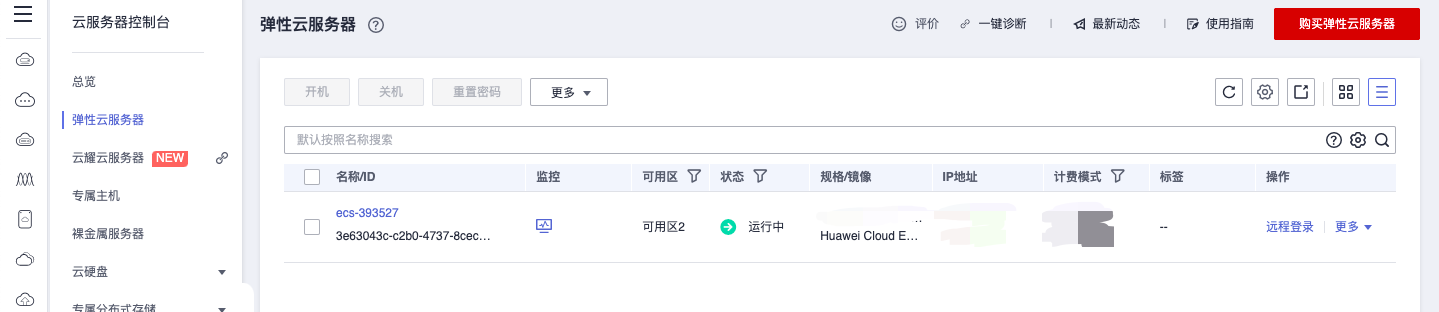 云服务器控制台
总览
弹性云服务器
云耀云服务器 NEW
专属主机
裸金属服务器
云硬盘
专属分布式存储
弹性云服务器
评价 一键诊断 最新动态 使用指南 购买弹性云服务器
开机 关机 重置密码 更多
默认按照名称搜索
名称/ID 监控 可用区 状态 规格/镜像 IP地址 计费模式 标签 操作
ecs-393527
3e63043c-c2b0-4737-8cec...
可用区2 运行中
...
Huawei Cloud E...
-- 远程登录 更多